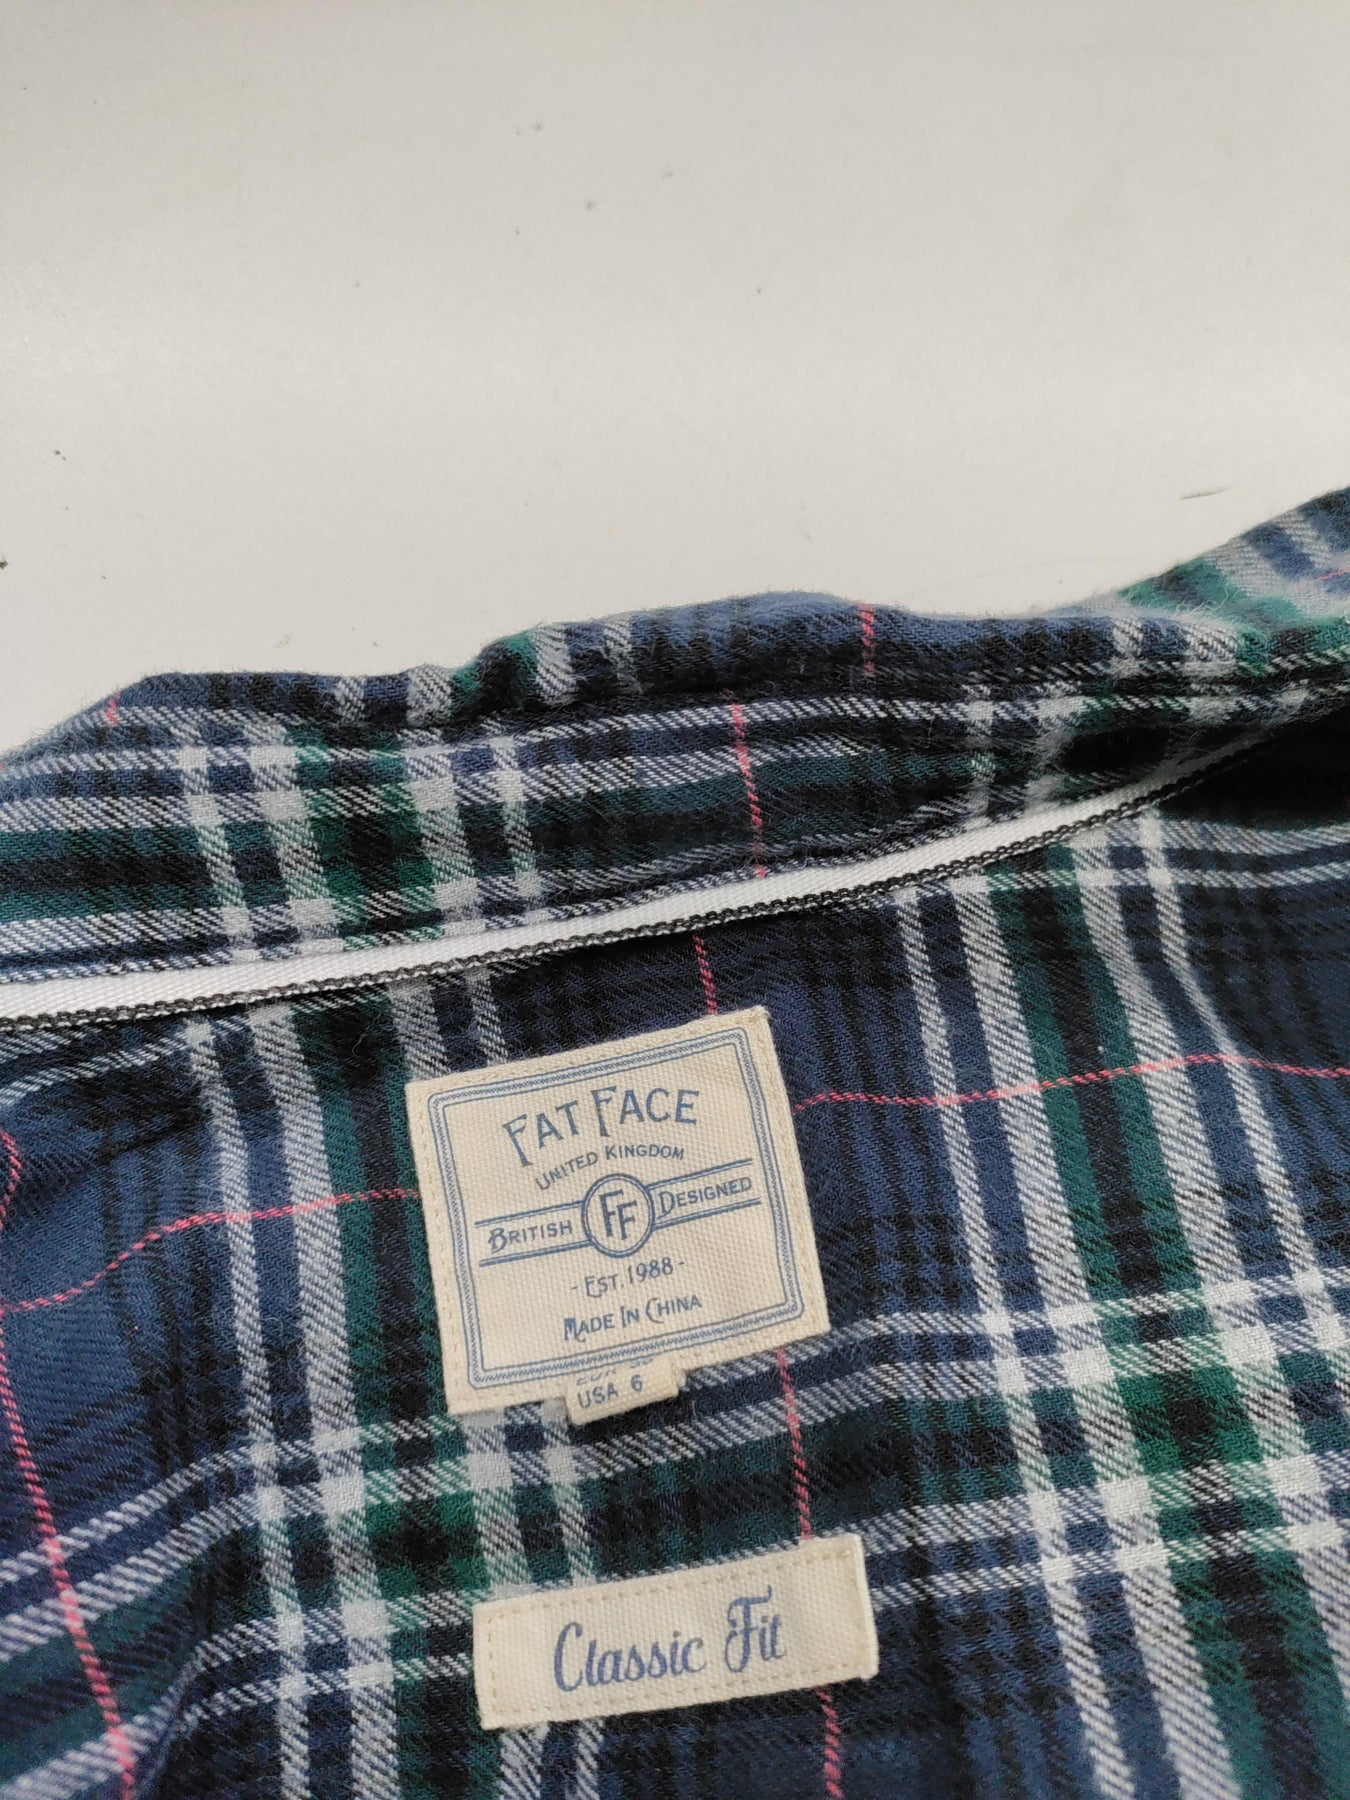 FAT FACE
UNITED KINGDOM
BRITISH FF DESIGNED
- EST. 1988 -
MADE IN CHINA
USA 6
Classic Fit